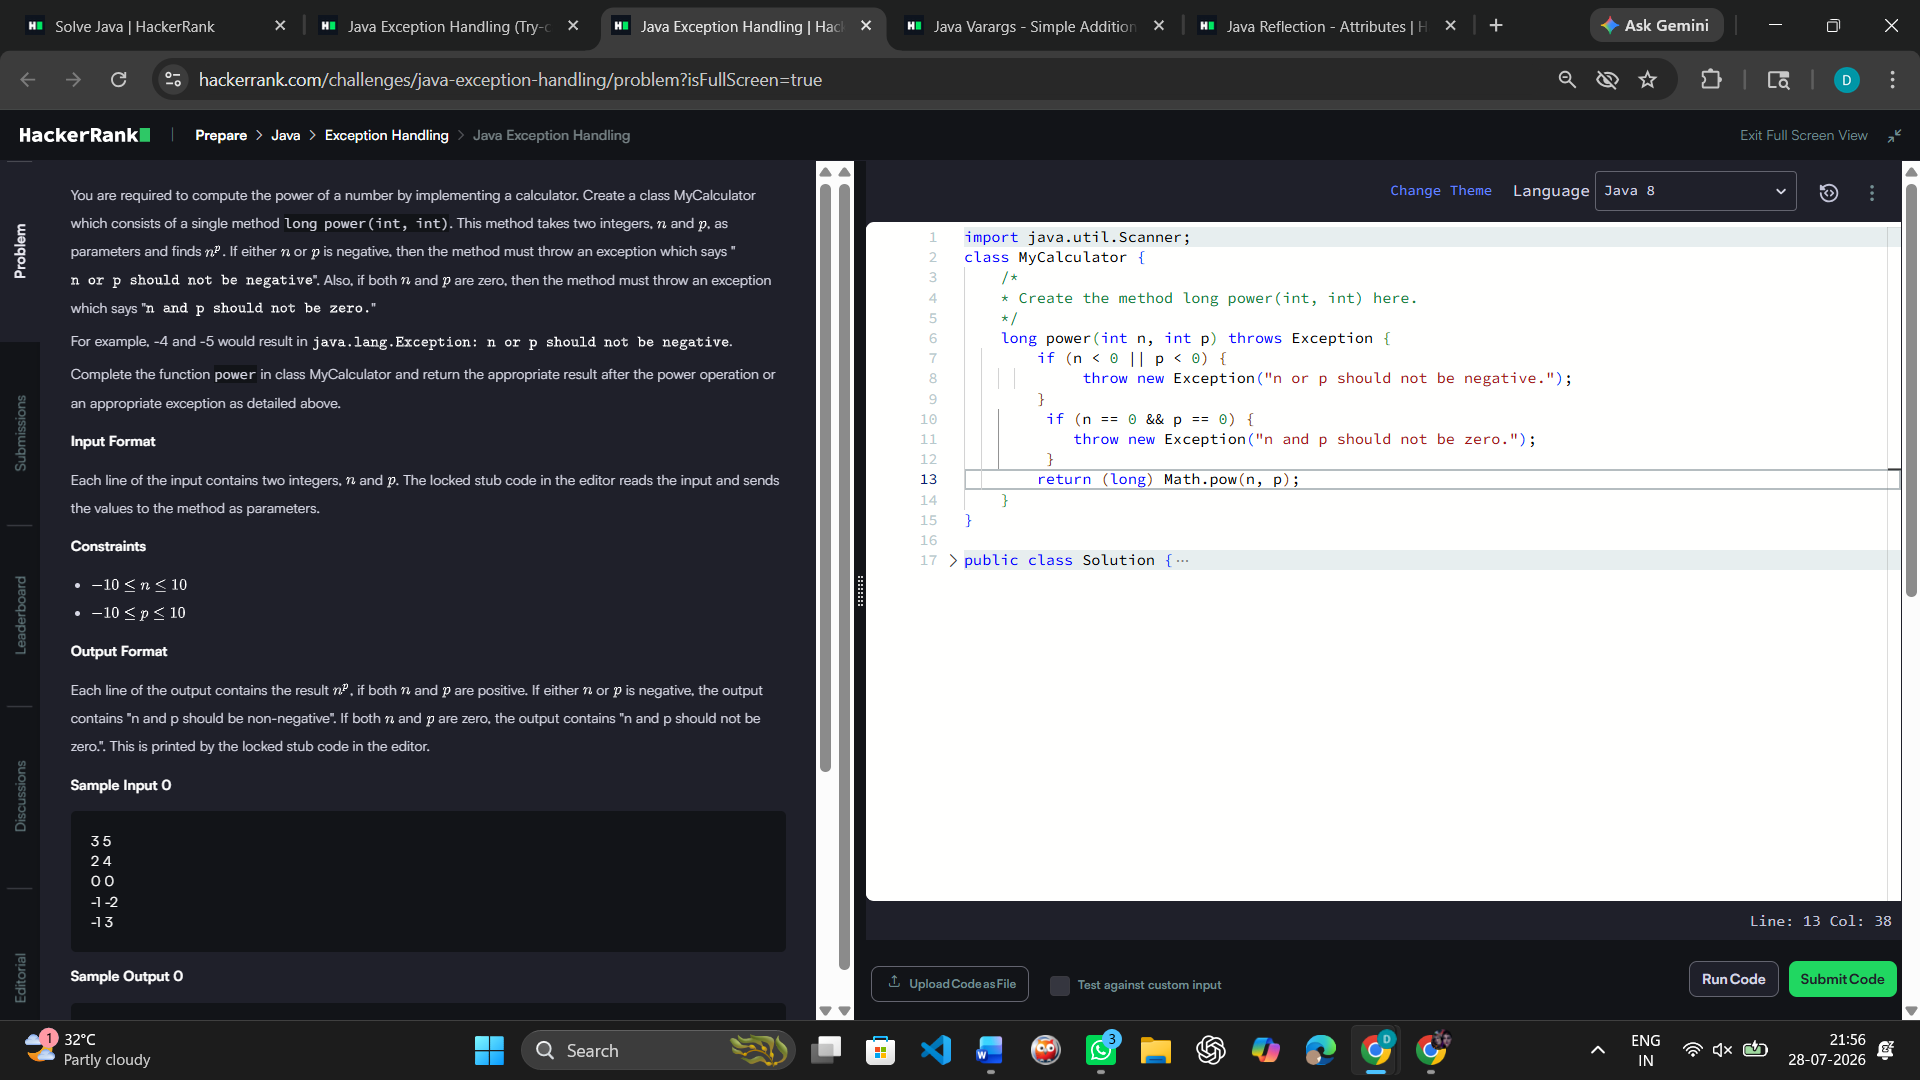 Solve Java | HackerRank
Java Exception Handling (Try-c
Java Exception Handling | Hac
Java Varargs - Simple Addition
Java Reflection - Attributes | H
Ask Gemini
hackerrank.com/challenges/java-exception-handling/problem?isFullScreen=true
D
HackerRank
Prepare > Java > Exception Handling > Java Exception Handling
Exit Full Screen View
Problem
Submissions
Leaderboard
Discussions
Editorial
You are required to compute the power of a number by implementing a calculator. Create a class MyCalculator
which consists of a single method long power(int, int). This method takes two integers, n and p, as
parameters and finds n^p. If either n or p is negative, then the method must throw an exception which says "
n or p should not be negative". Also, if both n and p are zero, then the method must throw an exception
which says "n and p should not be zero."
For example, -4 and -5 would result in java.lang.Exception: n or p should not be negative.
Complete the function power in class MyCalculator and return the appropriate result after the power operation or
an appropriate exception as detailed above.
Input Format
Each line of the input contains two integers, n and p. The locked stub code in the editor reads the input and sends
the values to the method as parameters.
Constraints
• −10 ≤ n ≤ 10
• −10 ≤ p ≤ 10
Output Format
Each line of the output contains the result n^p, if both n and p are positive. If either n or p is negative, the output
contains "n and p should be non-negative". If both n and p are zero, the output contains "n and p should not be
zero.". This is printed by the locked stub code in the editor.
Sample Input 0
3 5
2 4
0 0
-1 -2
-1 3
Sample Output 0
Change Theme
Language
Java 8
1 import java.util.Scanner;
2 class MyCalculator {
3 /*
4 * Create the method long power(int, int) here.
5 */
6 long power(int n, int p) throws Exception {
7 if (n < 0 || p < 0) {
8 throw new Exception("n or p should not be negative.");
9 }
10 if (n == 0 && p == 0) {
11 throw new Exception("n and p should not be zero.");
12 }
13 return (long) Math.pow(n, p);
14 }
15 }
16
17 public class Solution {…
Line: 13 Col: 38
Upload Code as File
Test against custom input
Run Code
Submit Code
1
32°C
Partly cloudy
Search
W
3
D
ENG
IN
21:56
28-07-2026